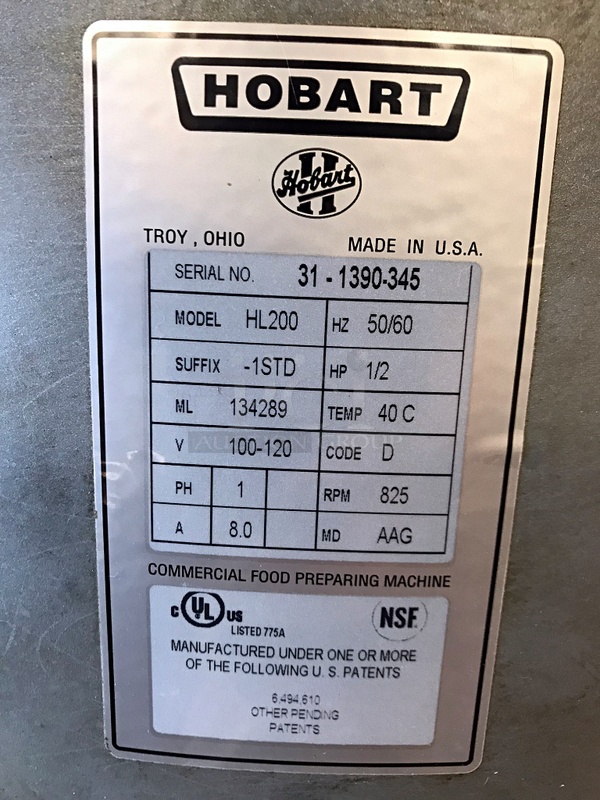 HOBART
Hobart
TROY, OHIO MADE IN U.S.A.
SERIAL NO. 31 - 1390-345
MODEL HL200 HZ 50/60
SUFFIX -1STD HP 1/2
ML 134289 TEMP 40 C
V 100-120 CODE D
PH 1 RPM 825
A 8.0 MD AAG
COMMERCIAL FOOD PREPARING MACHINE
C UL US NSF
LISTED 775A
MANUFACTURED UNDER ONE OR MORE
OF THE FOLLOWING U. S. PATENTS
6,494,610
OTHER PENDING
PATENTS